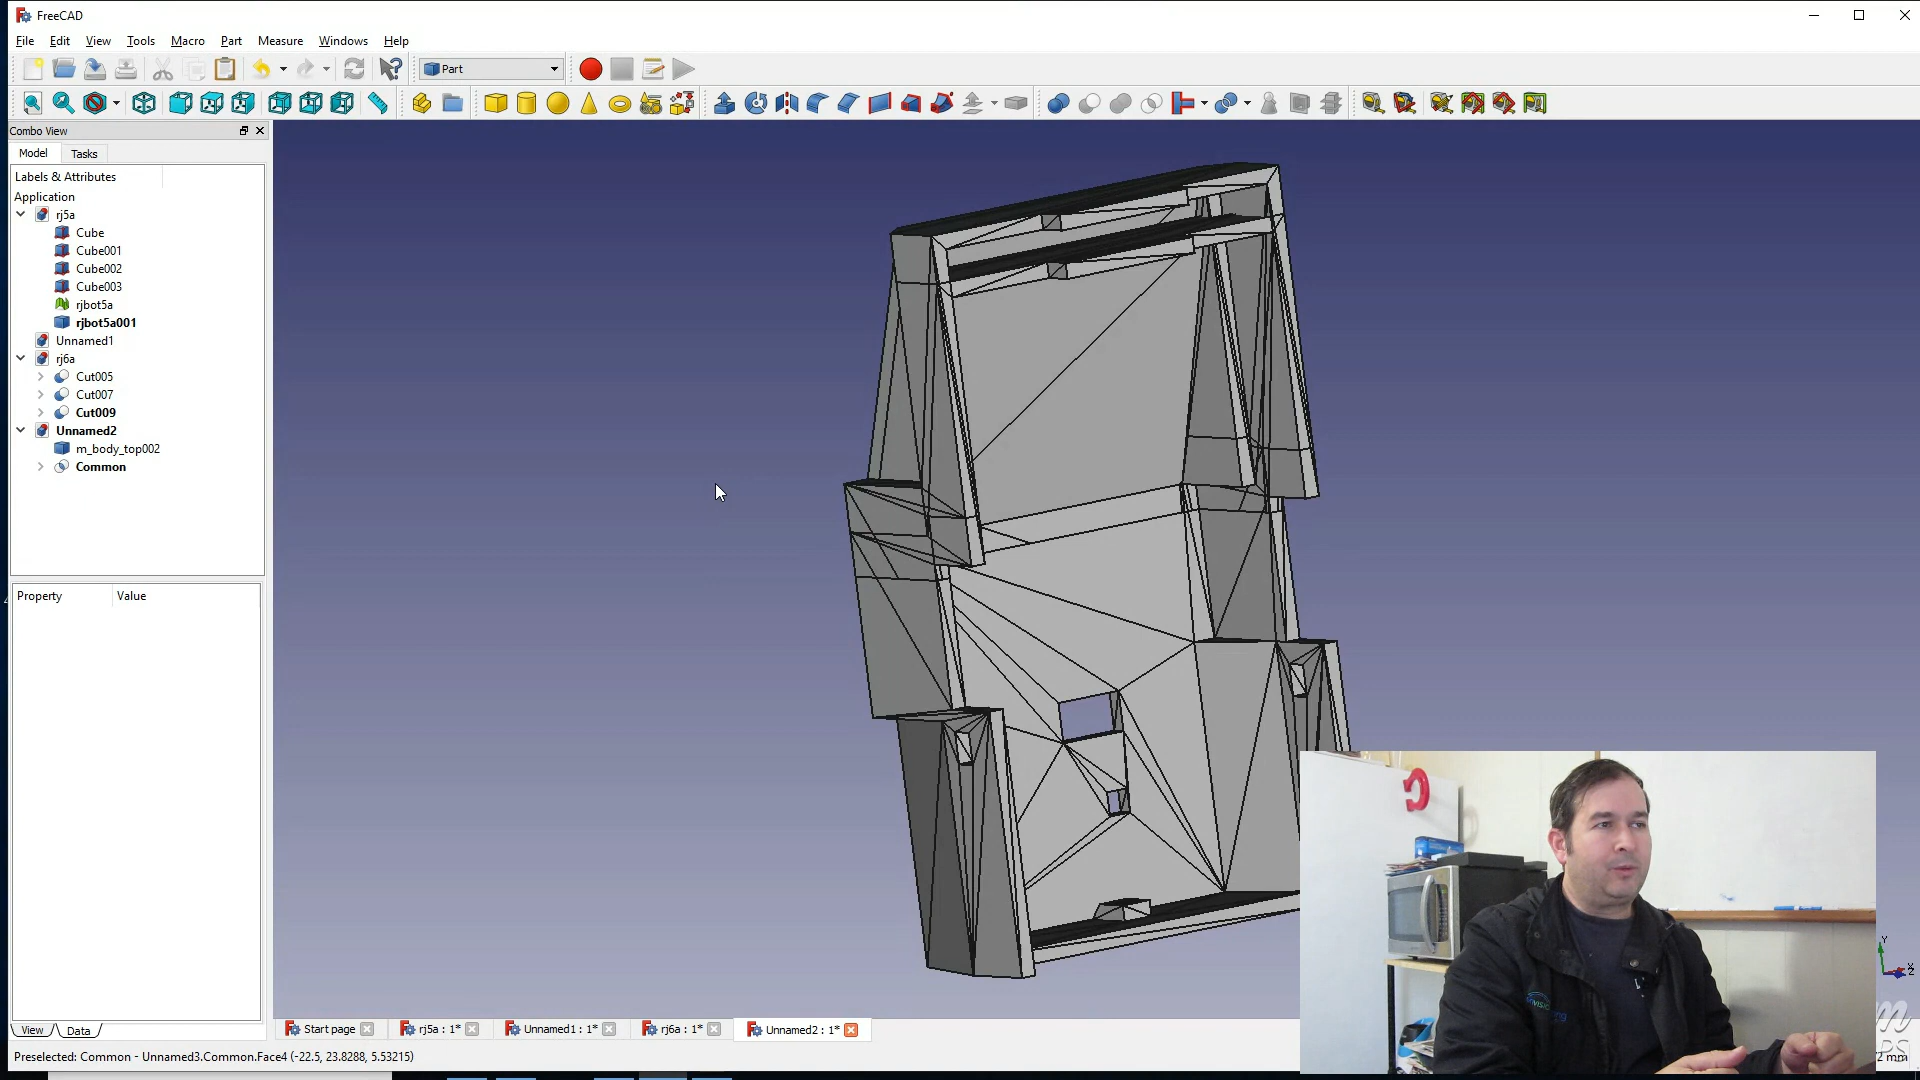 FreeCAD
File Edit View Tools Macro Part Measure Windows Help
Part
Combo View
Model Tasks
Labels & Attributes
Application
rj5a
Cube
Cube001
Cube002
Cube003
rjbot5a
rjbot5a001
Unnamed1
rj6a
Cut005
Cut007
Cut009
Unnamed2
m_body_top002
Common
Property Value
View Data
Start page rj5a : 1* Unnamed1 : 1* rj6a : 1* Unnamed2 : 1*
Preselected: Common - Unnamed3.Common.Face4 (-22.5, 23.8288, 5.53215)
Y
X
Z
2 mm